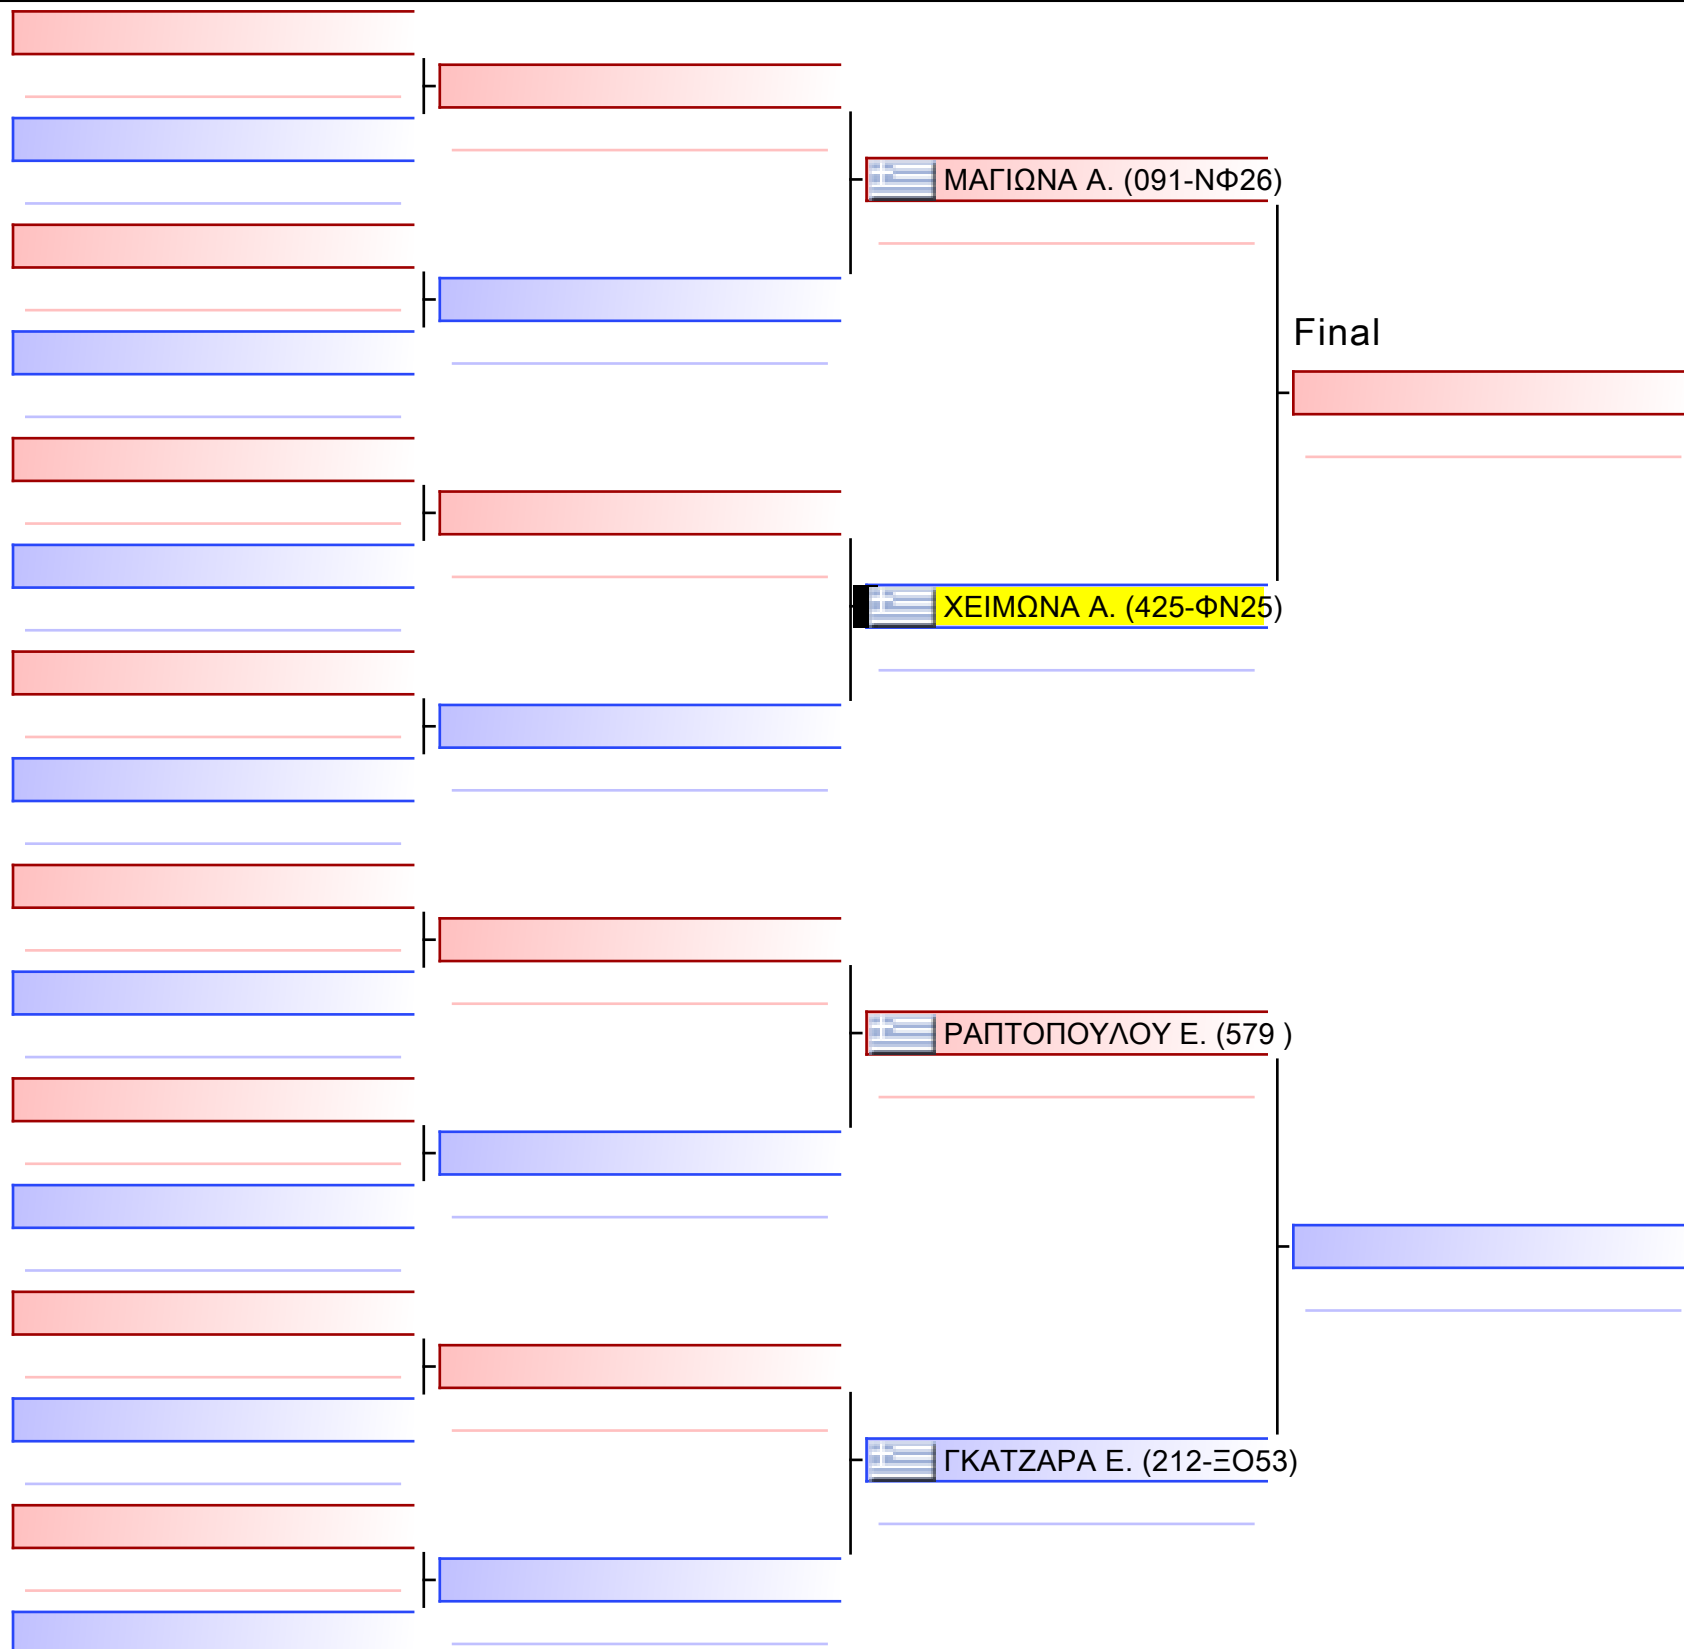 ΜΑΓΙΩΝΑ Α. (091-ΝΦ26)
Final
ΧΕΙΜΩΝΑ Α. (425-ΦΝ25)
ΡΑΠΤΟΠΟΥΛΟΥ Ε. (579 )
ΓΚΑΤΖΑΡΑ Ε. (212-ΞΟ53)